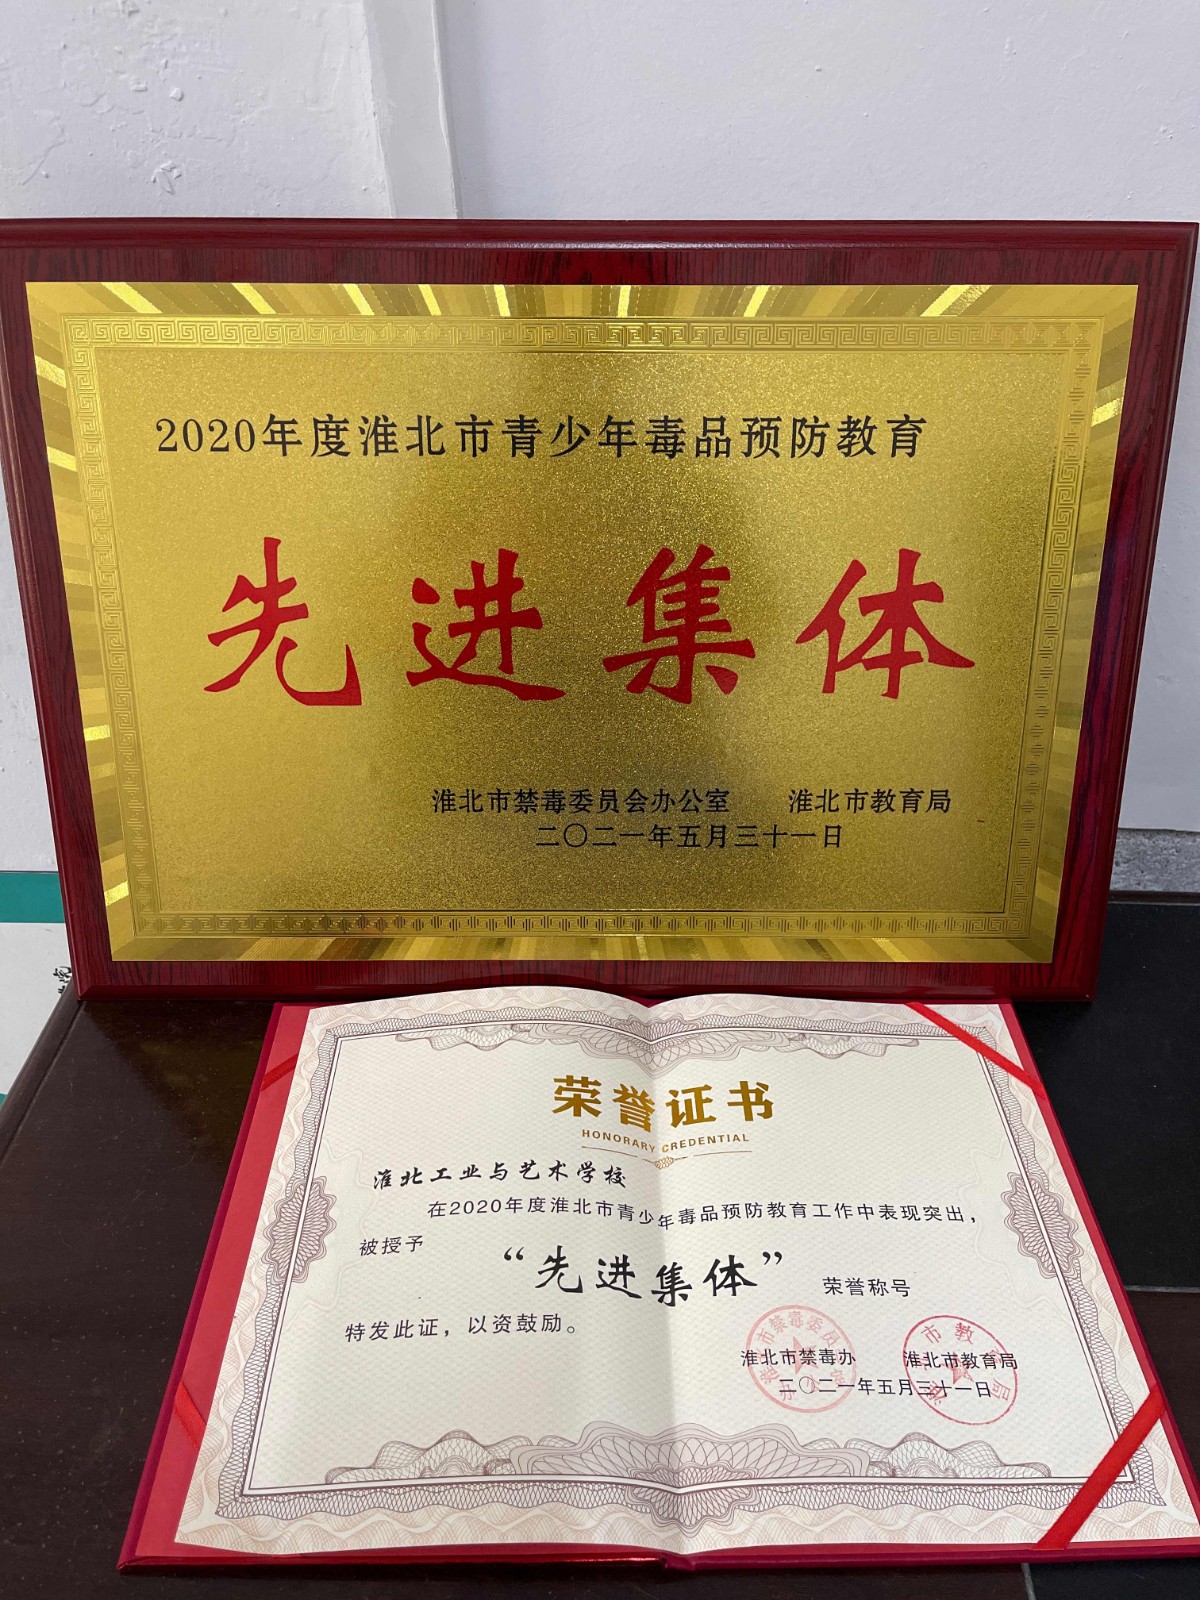 2020年度淮北市青少年毒品预防教育
先进集体
淮北市禁毒委员会办公室 淮北市教育局
二〇二一年五月三十一日
荣誉证书
HONORARY CREDENTIAL
淮北工业与艺术学校
在2020年度淮北市青少年毒品预防教育工作中表现突出，
被授予 “先进集体” 荣誉称号
特发此证，以资鼓励。
淮北市禁毒办 淮北市教育局
二〇二一年五月三十一日